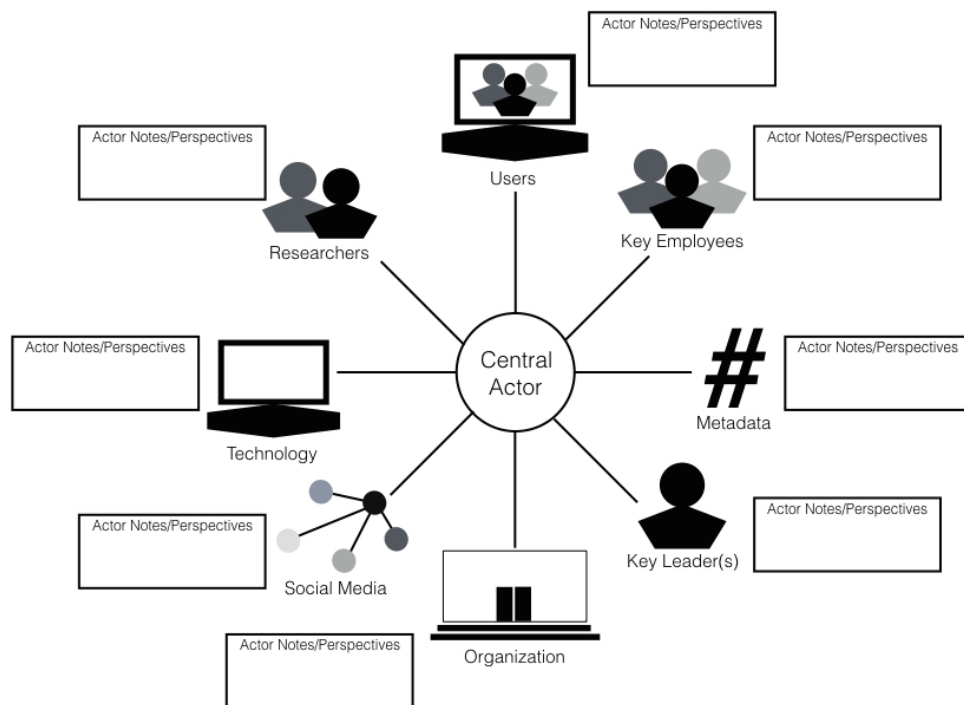 Actor Notes/Perspectives
Users
Actor Notes/Perspectives
Researchers
Actor Notes/Perspectives
Key Employees
Central
Actor
Actor Notes/Perspectives
Technology
Actor Notes/Perspectives
Metadata
Actor Notes/Perspectives
Social Media
Actor Notes/Perspectives
Key Leader(s)
Actor Notes/Perspectives
Organization
#